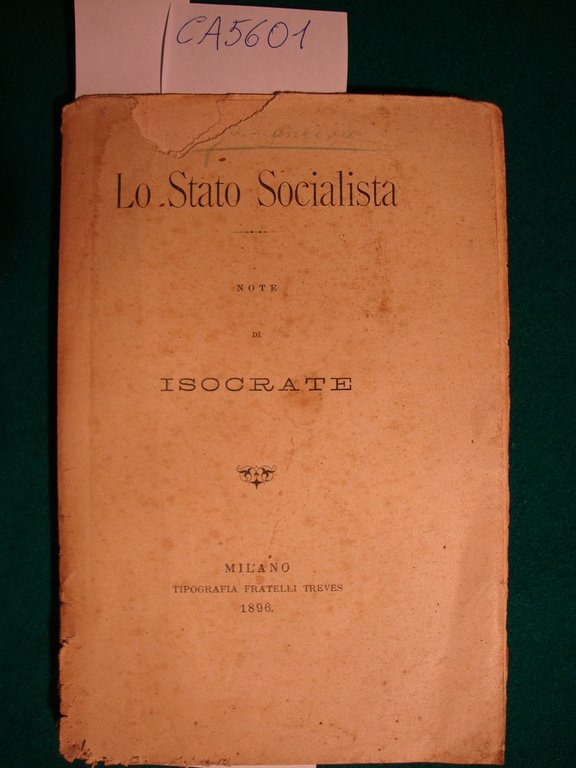 CA5601
Lo Stato Socialista
NOTE
DI
ISOCRATE
MILANO
TIPOGRAFIA FRATELLI TREVES
1896.